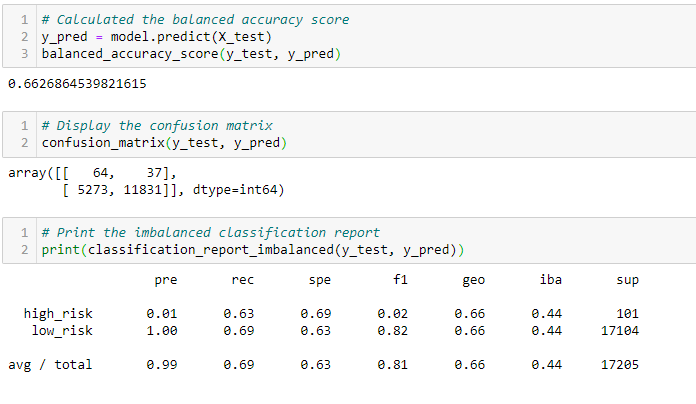 1 # Calculated the balanced accuracy score
2 y_pred = model.predict(X_test)
3 balanced_accuracy_score(y_test, y_pred)
0.6626864539821615
1 # Display the confusion matrix
2 confusion_matrix(y_test, y_pred)
array([[   64,    37],
       [ 5273, 11831]], dtype=int64)
1 # Print the imbalanced classification report
2 print(classification_report_imbalanced(y_test, y_pred))
pre rec spe f1 geo iba sup
high_risk 0.01 0.63 0.69 0.02 0.66 0.44 101
low_risk 1.00 0.69 0.63 0.82 0.66 0.44 17104
avg / total 0.99 0.69 0.63 0.81 0.66 0.44 17205